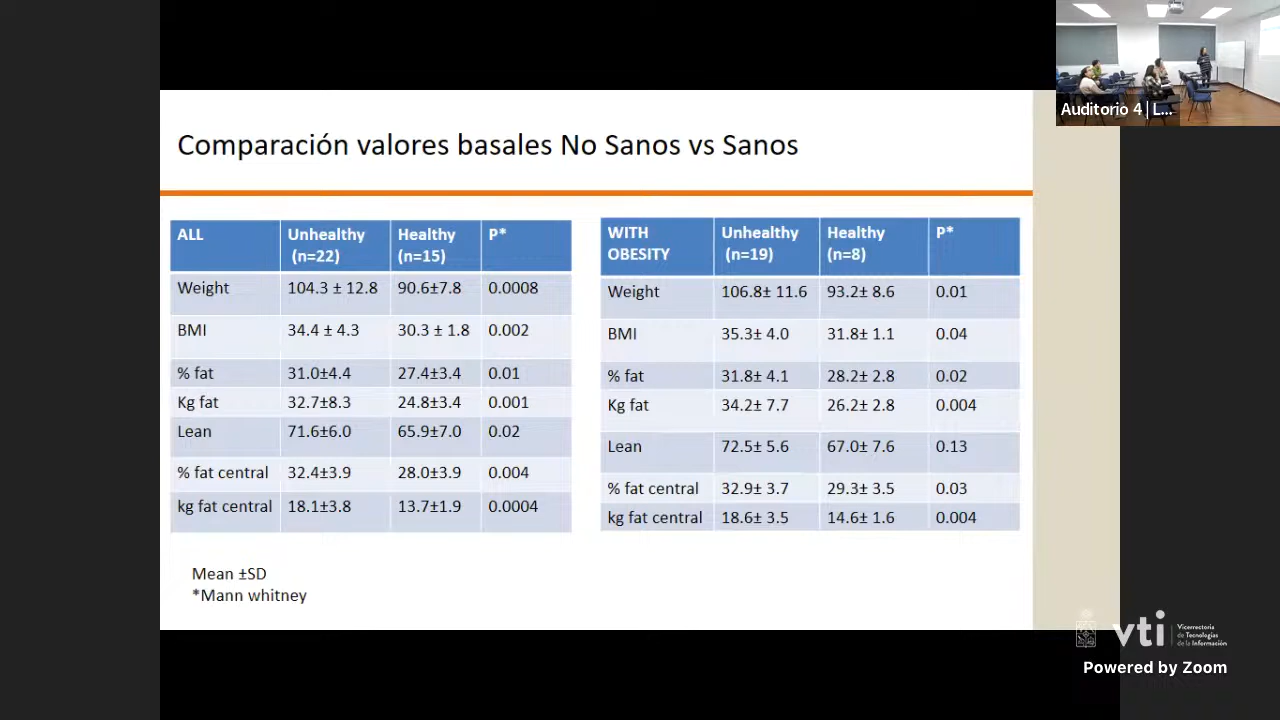 Auditorio 4 | L...
Comparación valores basales No Sanos vs Sanos
ALL Unhealthy (n=22) Healthy (n=15) P*
Weight 104.3 ± 12.8 90.6±7.8 0.0008
BMI 34.4 ± 4.3 30.3 ± 1.8 0.002
% fat 31.0±4.4 27.4±3.4 0.01
Kg fat 32.7±8.3 24.8±3.4 0.001
Lean 71.6±6.0 65.9±7.0 0.02
% fat central 32.4±3.9 28.0±3.9 0.004
kg fat central 18.1±3.8 13.7±1.9 0.0004
WITH OBESITY Unhealthy (n=19) Healthy (n=8) P*
Weight 106.8± 11.6 93.2± 8.6 0.01
BMI 35.3± 4.0 31.8± 1.1 0.04
% fat 31.8± 4.1 28.2± 2.8 0.02
Kg fat 34.2± 7.7 26.2± 2.8 0.004
Lean 72.5± 5.6 67.0± 7.6 0.13
% fat central 32.9± 3.7 29.3± 3.5 0.03
kg fat central 18.6± 3.5 14.6± 1.6 0.004
Mean ±SD
*Mann whitney
vti
Vicerrectoría
de Tecnologías
de la Información
Powered by Zoom